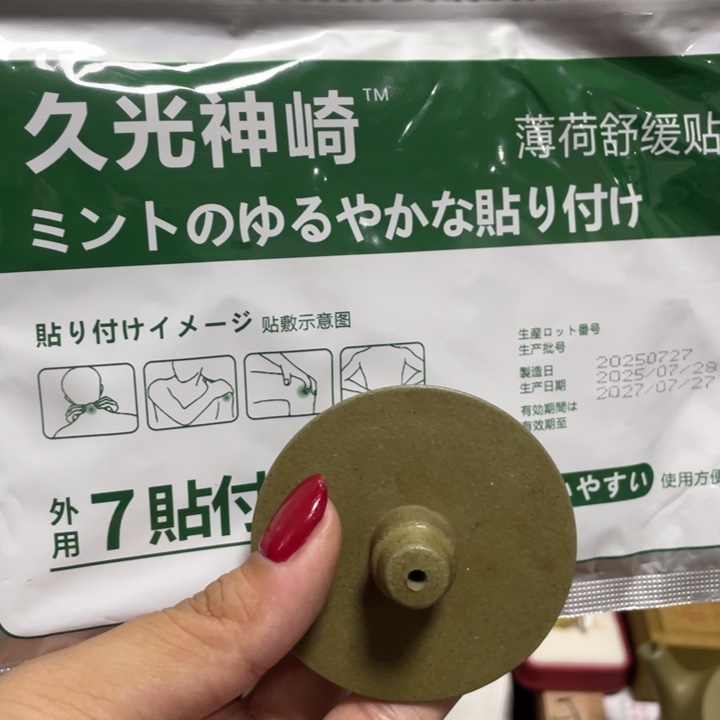 久光神崎™
薄荷舒缓贴
ミントのゆるやかな貼り付け
貼り付けイメージ 贴敷示意图
生産ロット番号
生产批号 20250727
製造日 2025/07/28
生产日期 2027/07/27
有効期間は
有效期至
外用 7貼付
いやすい 使用方便